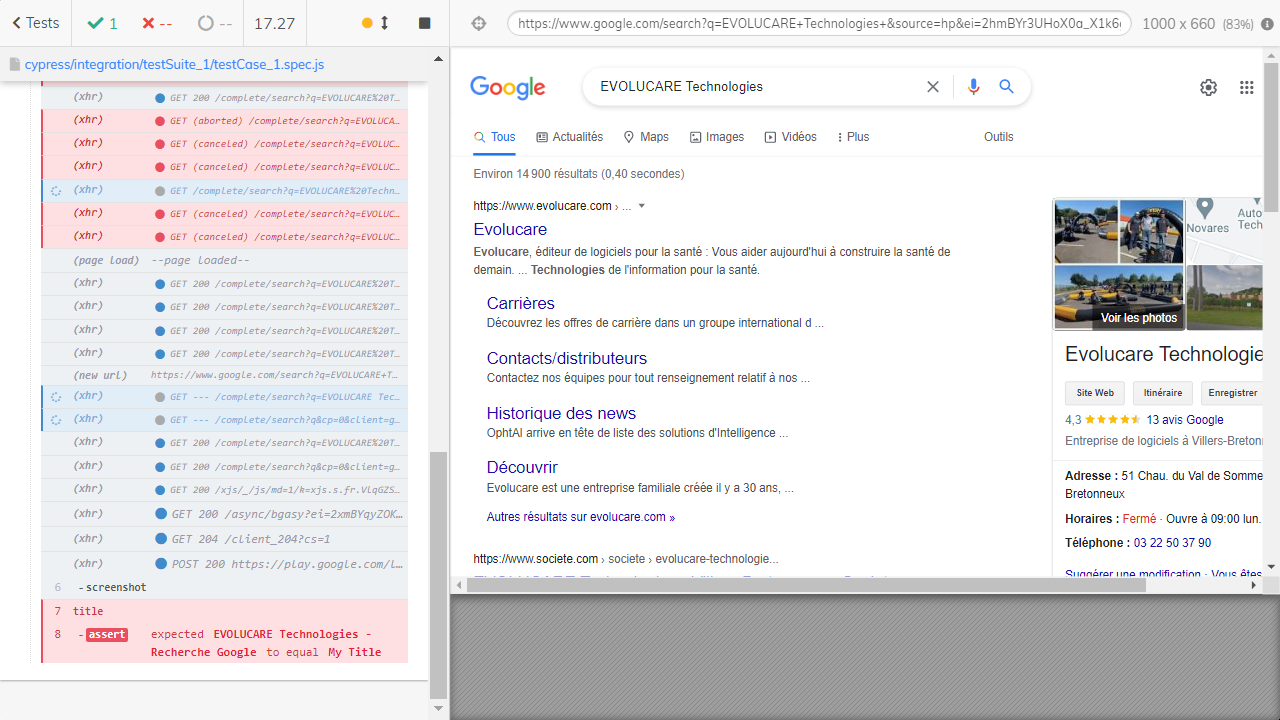 Tests
1
--
--
17.27
https://www.google.com/search?q=EVOLUCARE+Technologies+&source=hp&ei=2hmBYr3UHoX0a_X1k6
1000 x 660 (83%)
cypress/integration/testSuite_1/testCase_1.spec.js
(xhr) GET 200 /complete/search?q=EVOLUCARE%20T...
(xhr) GET (aborted) /complete/search?q=EVOLUCA...
(xhr) GET (canceled) /complete/search?q=EVOLUC...
(xhr) GET (canceled) /complete/search?q=EVOLUC...
(xhr) GET /complete/search?q=EVOLUCARE%20Techn...
(xhr) GET (canceled) /complete/search?q=EVOLUC...
(xhr) GET (canceled) /complete/search?q=EVOLUC...
(page load) --page loaded--
(xhr) GET 200 /complete/search?q=EVOLUCARE%20T...
(xhr) GET 200 /complete/search?q=EVOLUCARE%20T...
(xhr) GET 200 /complete/search?q=EVOLUCARE%20T...
(xhr) GET 200 /complete/search?q=EVOLUCARE%20T...
(new url) https://www.google.com/search?q=EVOLUCARE+T...
(xhr) GET --- /complete/search?q=EVOLUCARE Tec...
(xhr) GET --- /complete/search?q&cp=0&client=g...
(xhr) GET 200 /complete/search?q=EVOLUCARE%20T...
(xhr) GET 200 /complete/search?q&cp=0&client=g...
(xhr) GET 200 /xjs/_/js/md=1/k=xjs.s.fr.VLqGZS...
(xhr) GET 200 /async/bgasy?ei=2xmBYqyZOK...
(xhr) GET 204 /client_204?cs=1
(xhr) POST 200 https://play.google.com/l...
6 -screenshot
7 title
8 -assert expected EVOLUCARE Technologies -
Recherche Google to equal My Title
Google
EVOLUCARE Technologies
Tous
Actualités
Maps
Images
Vidéos
Plus
Outils
Environ 14 900 résultats (0,40 secondes)
https://www.evolucare.com › ...
Evolucare
Evolucare, éditeur de logiciels pour la santé : Vous aider aujourd'hui à construire la santé de
demain. ... Technologies de l'information pour la santé.
Carrières
Découvrez les offres de carrière dans un groupe international d ...
Contacts/distributeurs
Contactez nos équipes pour tout renseignement relatif à nos ...
Historique des news
OphtAI arrive en tête de liste des solutions d'Intelligence ...
Découvrir
Evolucare est une entreprise familiale créée il y a 30 ans, ...
Autres résultats sur evolucare.com »
https://www.societe.com › societe › evolucare-technologie...
Novares
Auto
Tech
Voir les photos
Evolucare Technologie
Site Web
Itinéraire
Enregistrer
4,3
13 avis Google
Entreprise de logiciels à Villers-Breton
Adresse : 51 Chau. du Val de Somme
Bretonneux
Horaires : Fermé · Ouvre à 09:00 lun.
Téléphone : 03 22 50 37 90
Suggérer une modification · Vous êtes